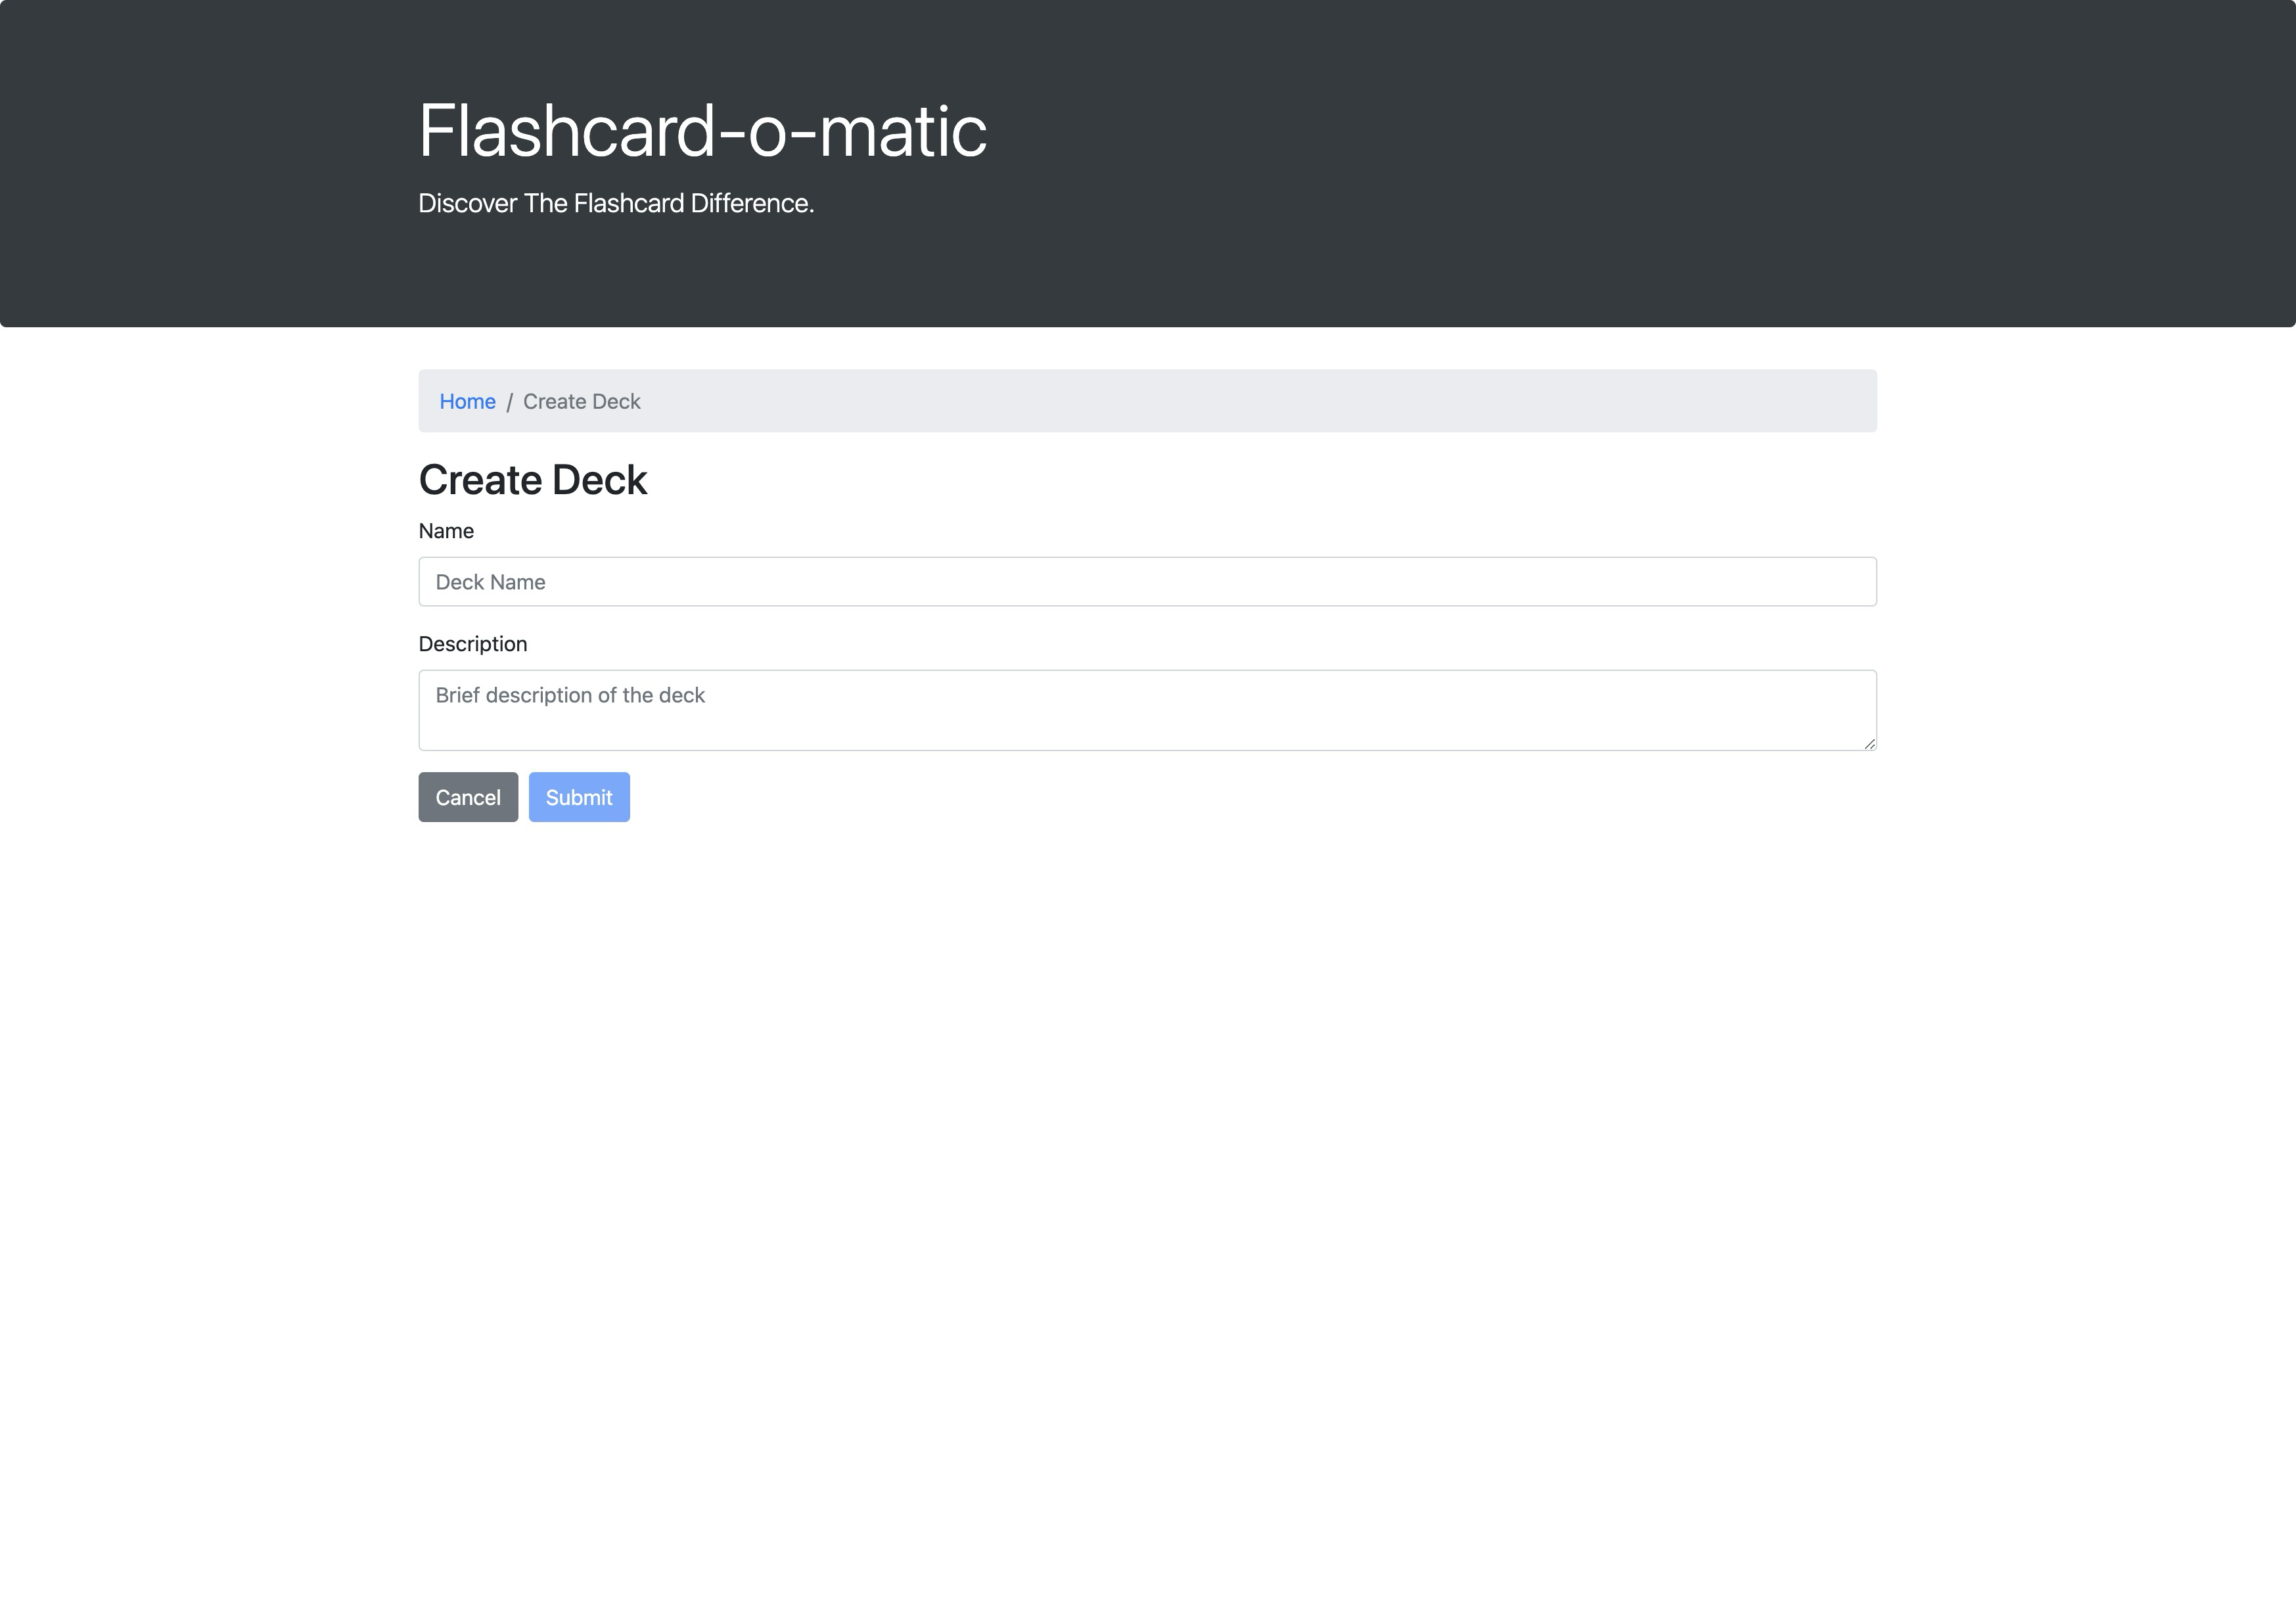 Flashcard-o-matic
Discover The Flashcard Difference.
Home / Create Deck
Create Deck
Name
Deck Name
Description
Brief description of the deck
Cancel Submit